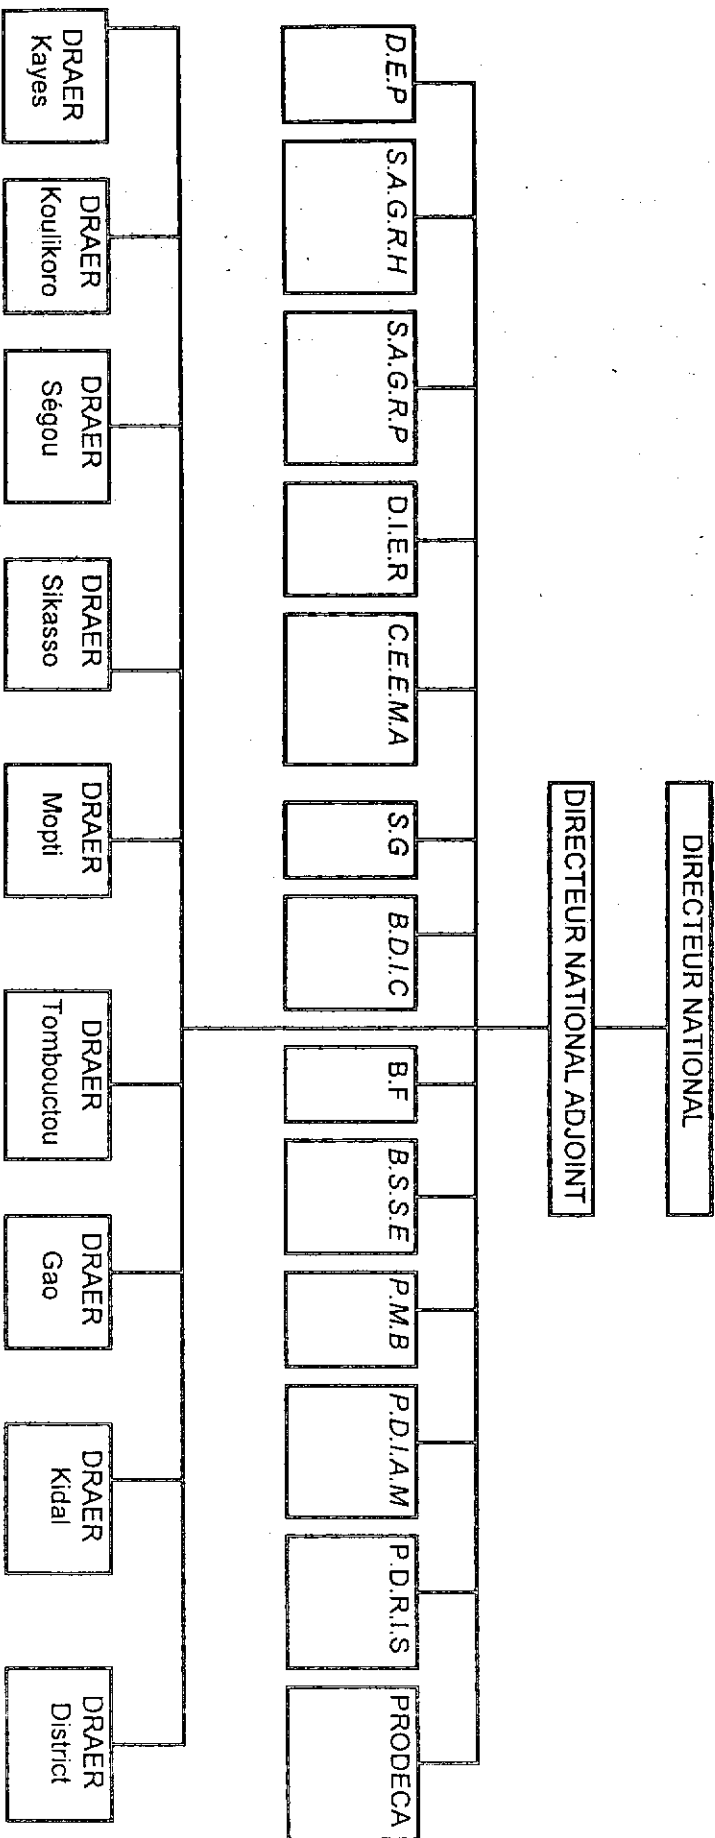 DIRECTEUR NATIONAL
DIRECTEUR NATIONAL ADJOINT
D.E.P
S.A.G.R.H
S.A.G.R.P
D.I.E.R
C.E.E.M.A
S.G
B.D.I.C
B.F
B.S.S.E
P.M.B
P.D.I.A.M
P.D.R.I.S
PRODECA
DRAER
Kayes
DRAER
Koulikoro
DRAER
Ségou
DRAER
Sikasso
DRAER
Mopti
DRAER
Tombouctou
DRAER
Gao
DRAER
Kidal
DRAER
District